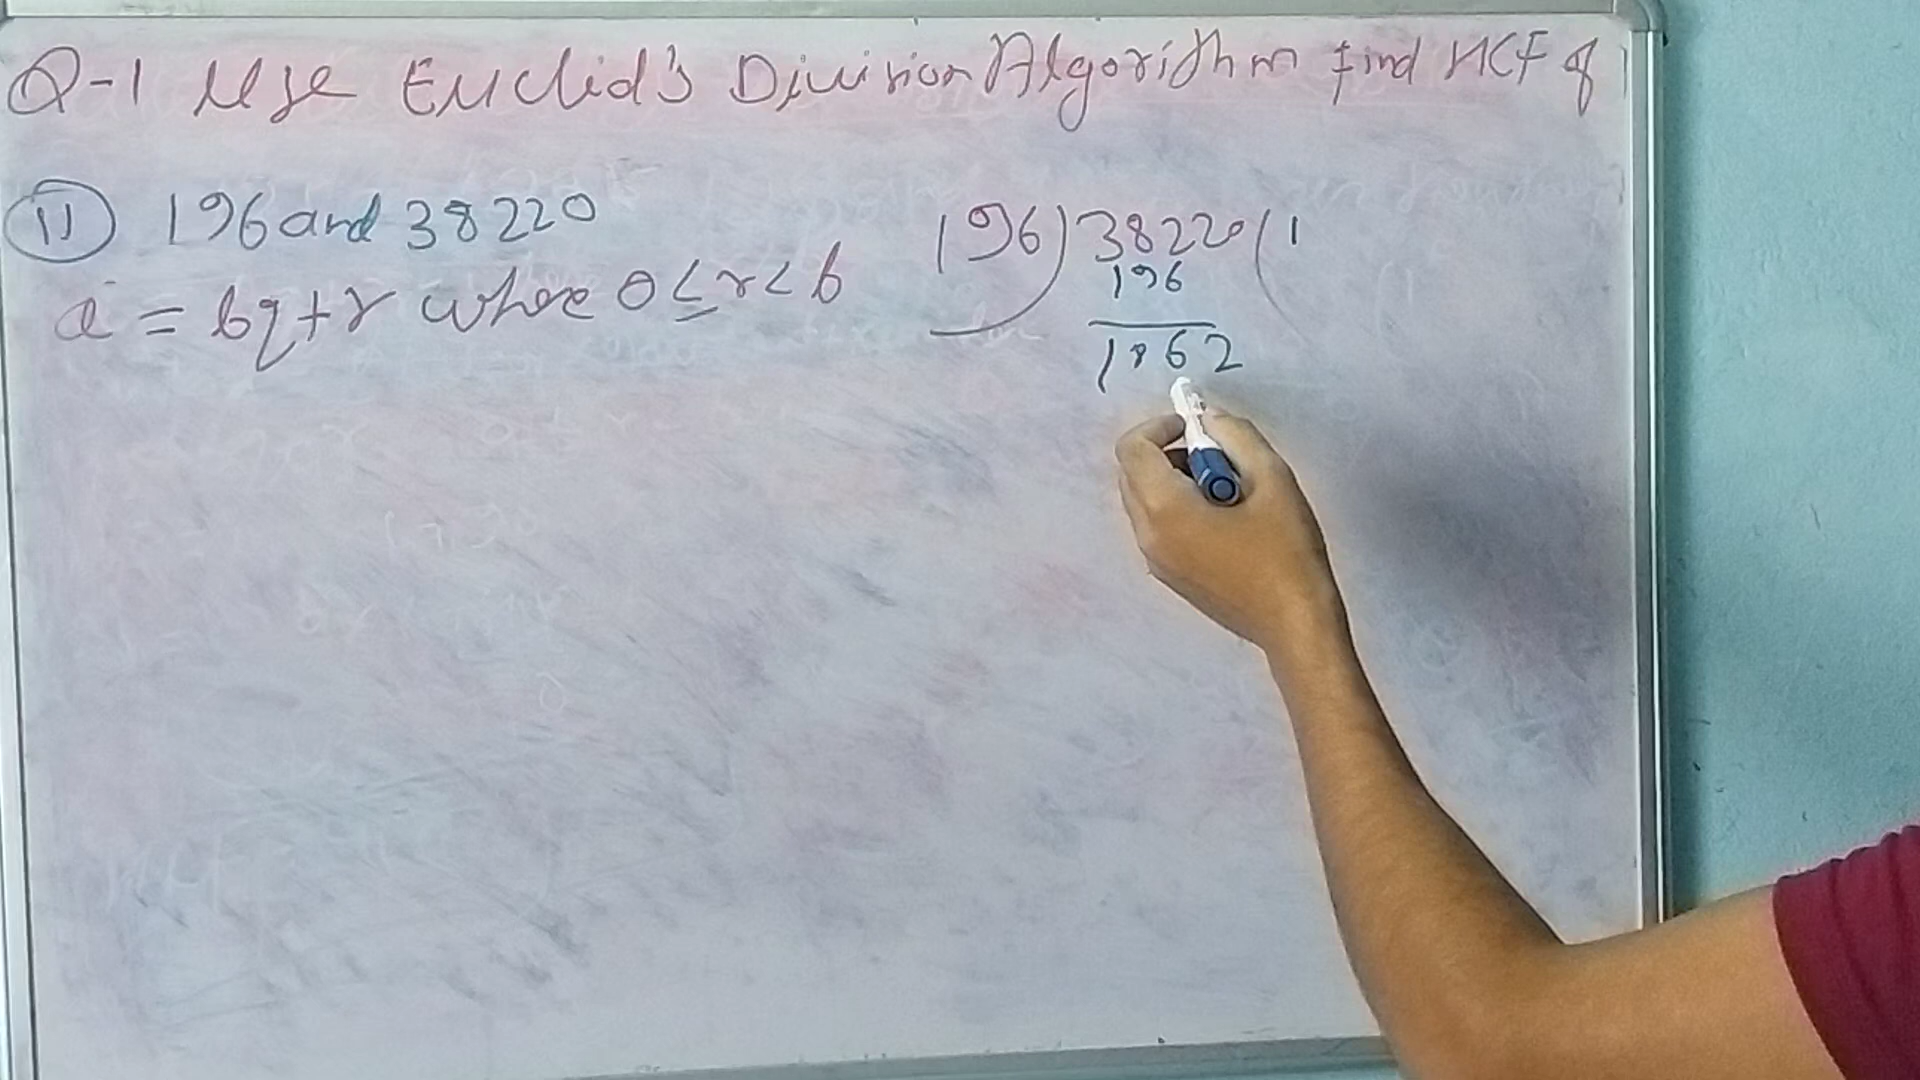 Q-1 Use Euclid's Division Algorithm find HCF of
(ii) 196 and 38220
a = bq+r where 0≤r<b
196)38220(1
196
1862